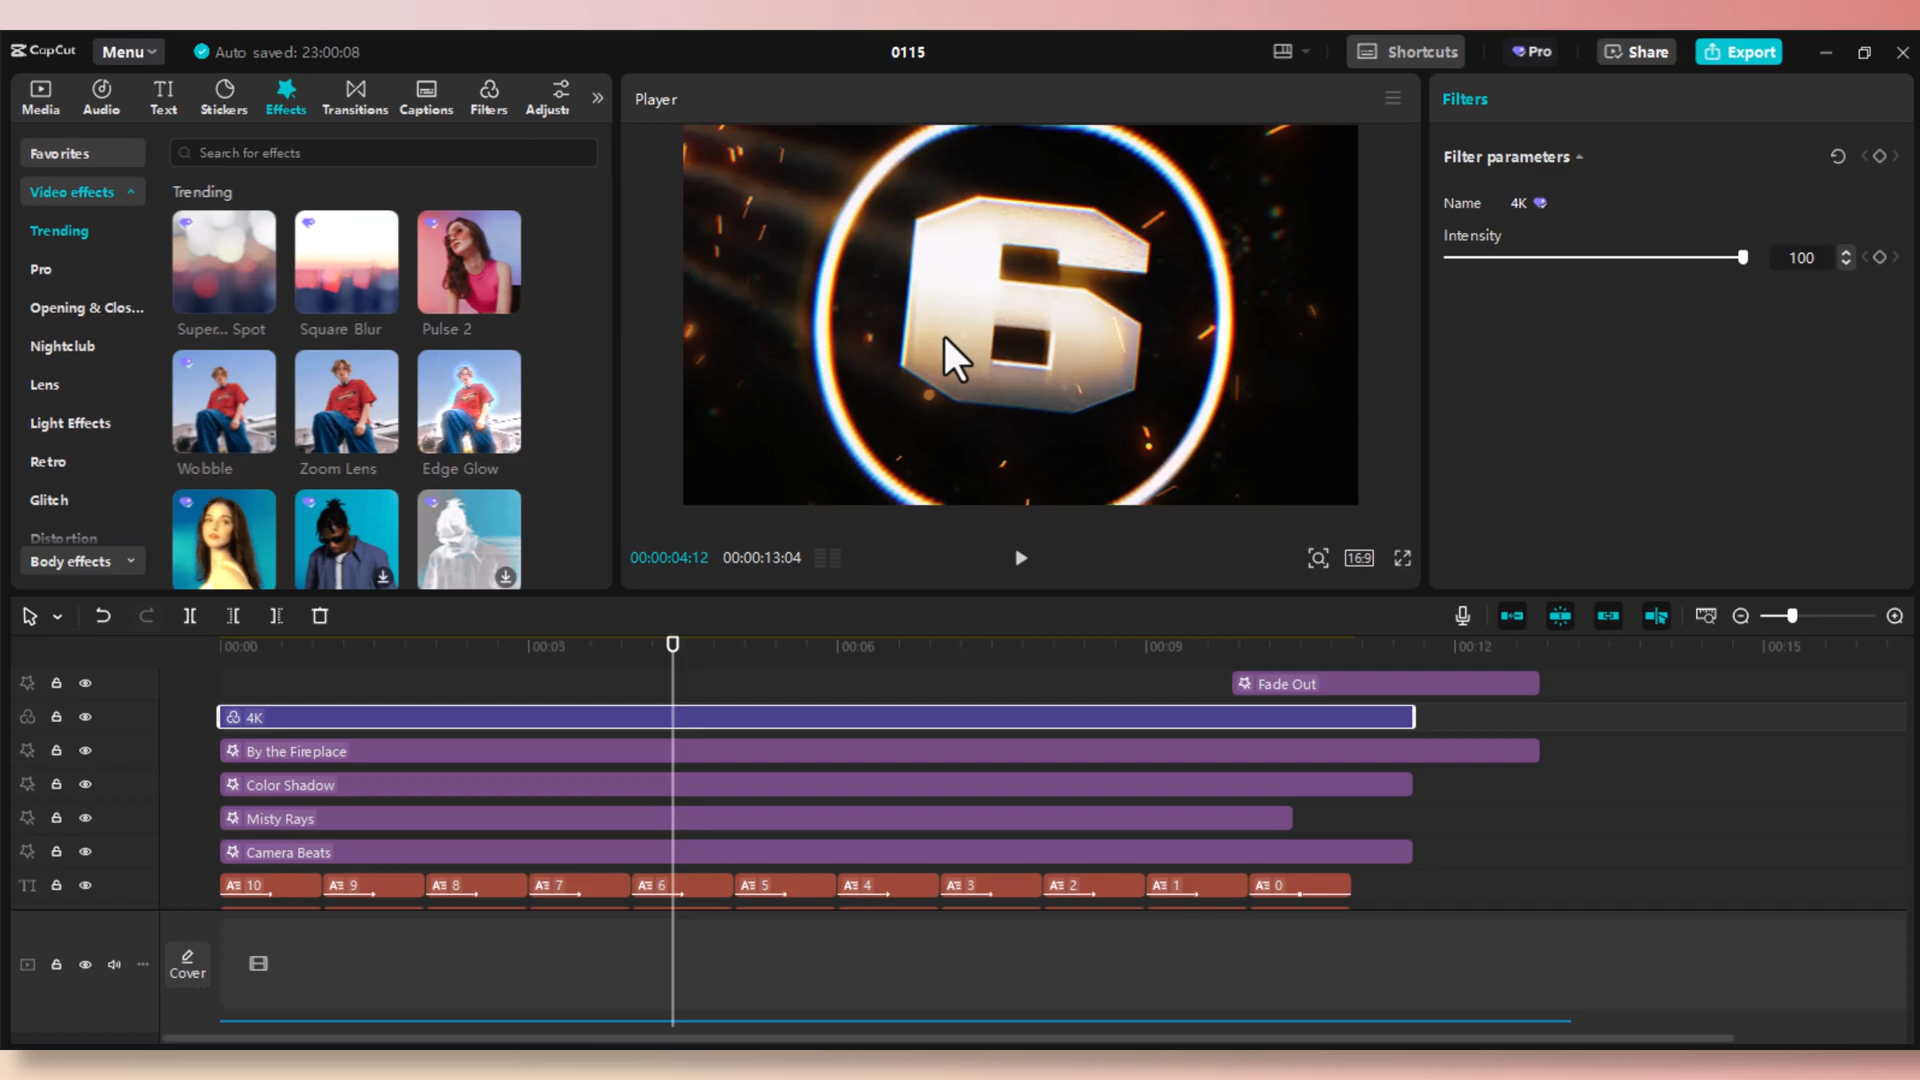 CapCut
Menu
Auto saved: 23:00:08
0115
Shortcuts
Pro
Share
Export
Media
Audio
Text
Stickers
Effects
Transitions
Captions
Filters
Adjustı
Favorites
Video effects
Trending
Pro
Opening & Clos...
Nightclub
Lens
Light Effects
Retro
Glitch
Distortion
Body effects
Search for effects
Trending
Super... Spot
Square Blur
Pulse 2
Wobble
Zoom Lens
Edge Glow
Player
6
00:00:04:12
00:00:13:04
16:9
Filters
Filter parameters
Name 4K
Intensity
100
00:00
00:03
00:06
00:09
00:12
00:15
Fade Out
4K
By the Fireplace
Color Shadow
Misty Rays
Camera Beats
TI
10
9
8
7
6
5
4
3
2
1
0
Cover